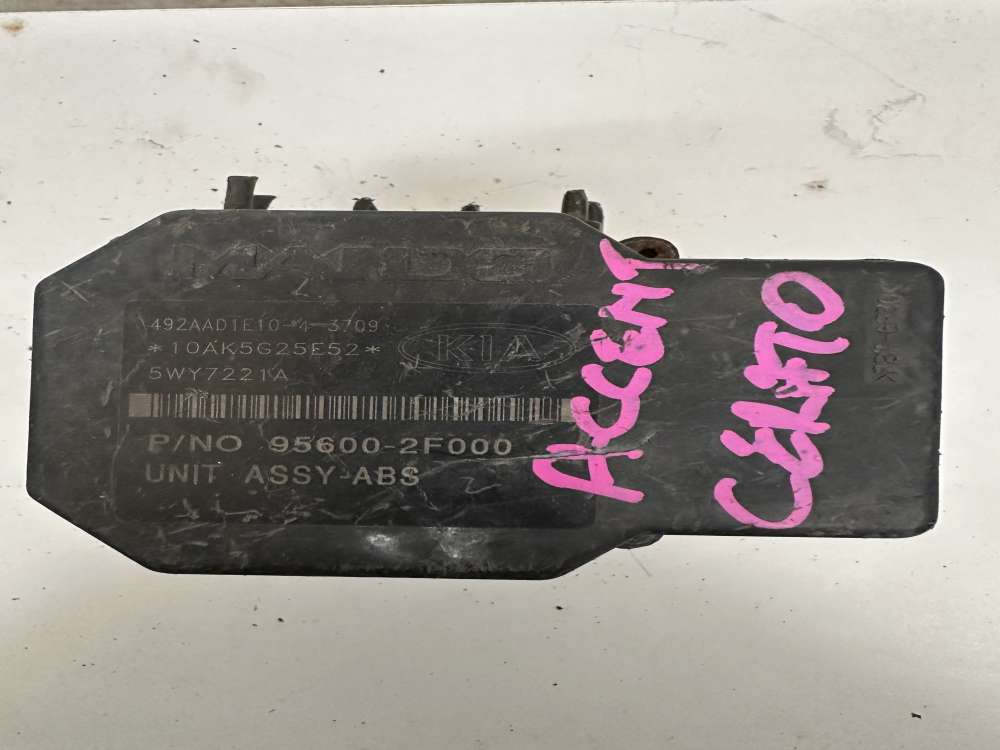 MANDO
492AAD1E10-4-3709
*10AK5G25E52*
5WY7221A
KIA
P/NO 95600-2F000
UNIT ASSY-ABS
ACCENT
CERATO